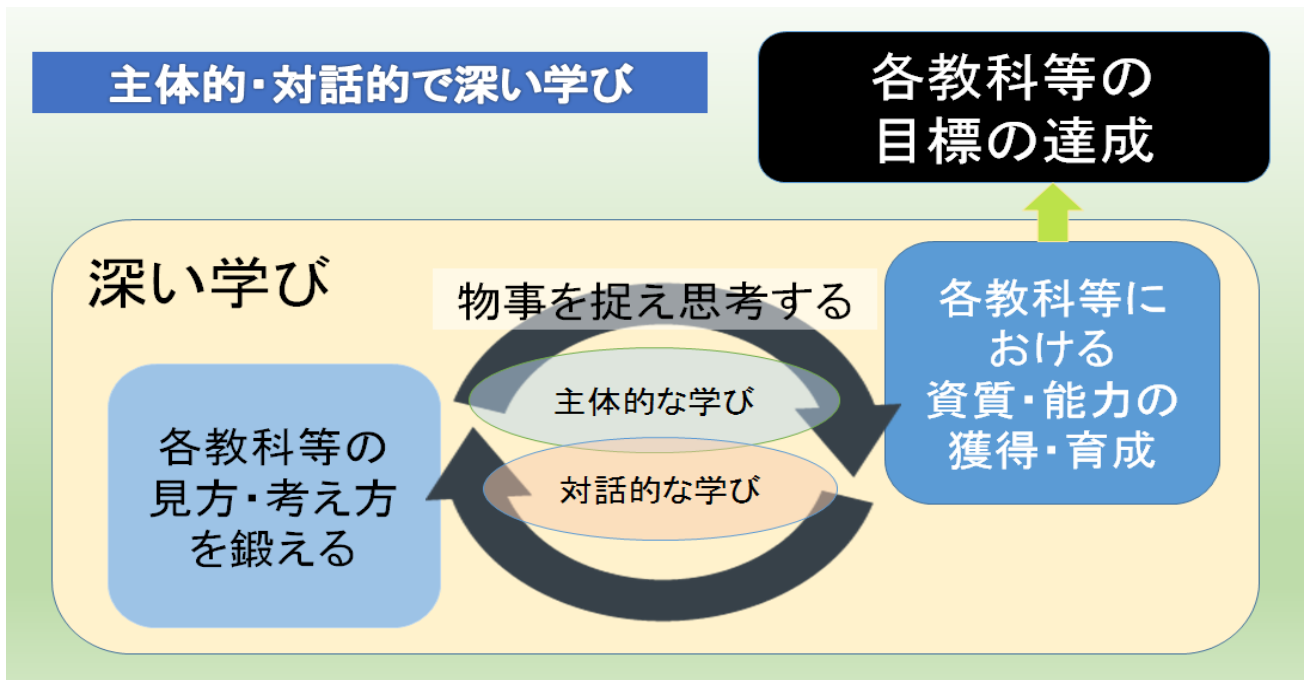 主体的・対話的で深い学び
各教科等の
目標の達成
深い学び
物事を捉え思考する
各教科等に
おける
資質・能力の
獲得・育成
主体的な学び
対話的な学び
各教科等の
見方・考え方
を鍛える